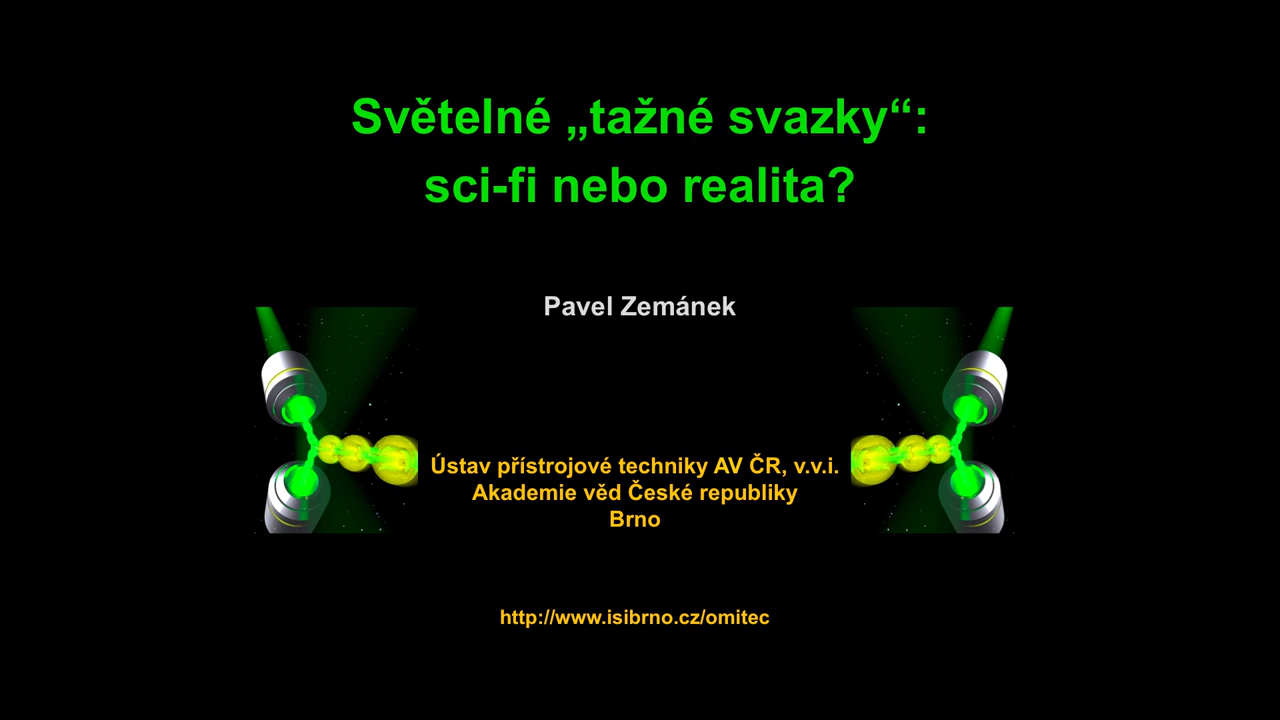 Světelné „tažné svazky“:
sci-fi nebo realita?
Pavel Zemánek
Ústav přístrojové techniky AV ČR, v.v.i.
Akademie věd České republiky
Brno
http://www.isibrno.cz/omitec